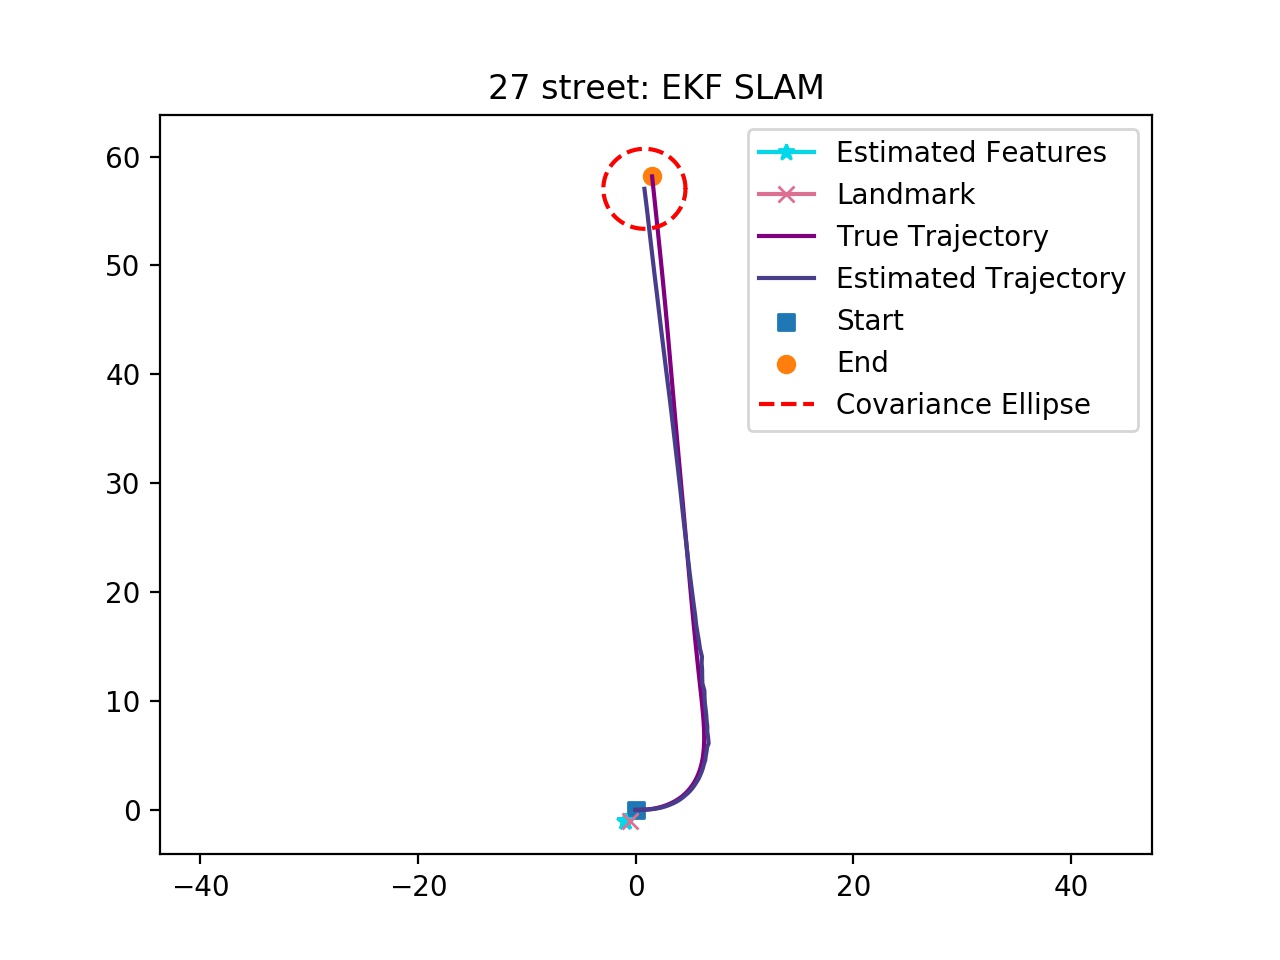 27 street: EKF SLAM
Estimated Features
Landmark
True Trajectory
Estimated Trajectory
Start
End
Covariance Ellipse
60
50
40
30
20
10
0
−40 −20 0 20 40